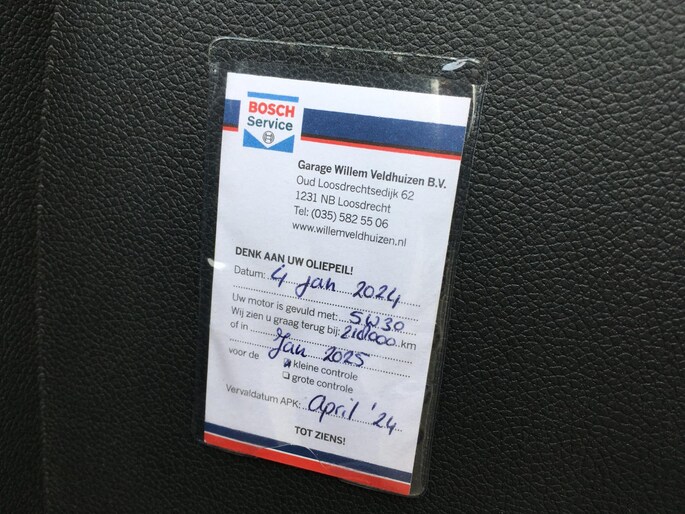 BOSCH
Service
Garage Willem Veldhuizen B.V.
Oud Loosdrechtsedijk 62
1231 NB Loosdrecht
Tel: (035) 582 55 06
www.willemveldhuizen.nl
DENK AAN UW OLIEPEIL!
Datum: 4 jan 2024
Uw motor is gevuld met: 5W30
Wij zien u graag terug bij: km
of in Jan 2025
voor de kleine controle
grote controle
Vervaldatum APK: April '24
TOT ZIENS!